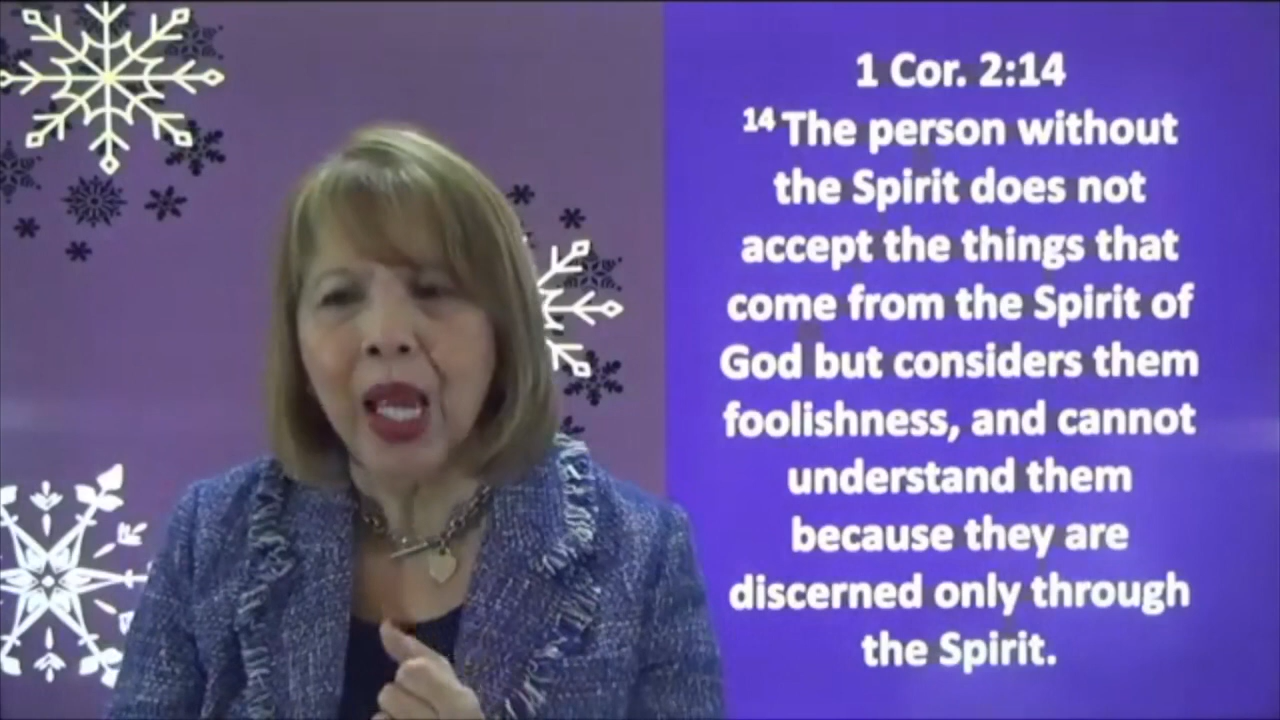 1 Cor. 2:14
14 The person without
the Spirit does not
accept the things that
come from the Spirit of
God but considers them
foolishness, and cannot
understand them
because they are
discerned only through
the Spirit.